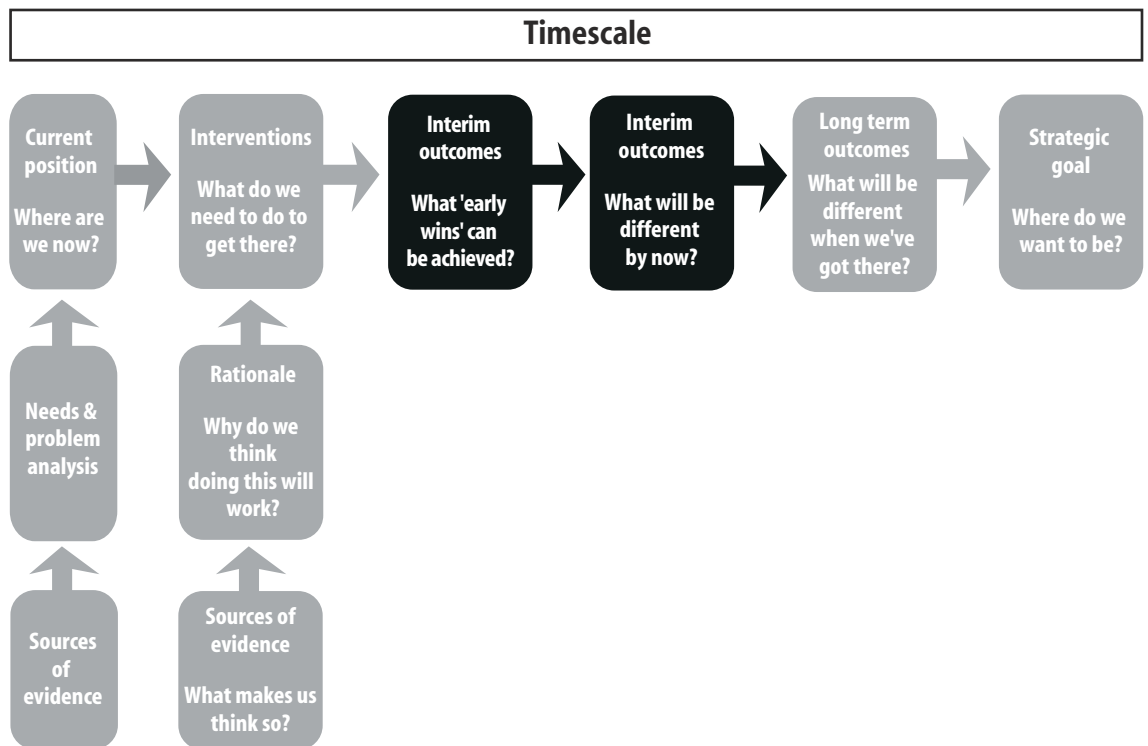 Timescale
Current
position
Where are
we now?
Interventions
What do we
need to do to
get there?
Interim
outcomes
What 'early
wins' can
be achieved?
Interim
outcomes
What will be
different
by now?
Long term
outcomes
What will be
different
when we've
got there?
Strategic
goal
Where do we
want to be?
Needs &
problem
analysis
Rationale
Why do we
think
doing this will
work?
Sources
of
evidence
Sources of
evidence
What makes us
think so?